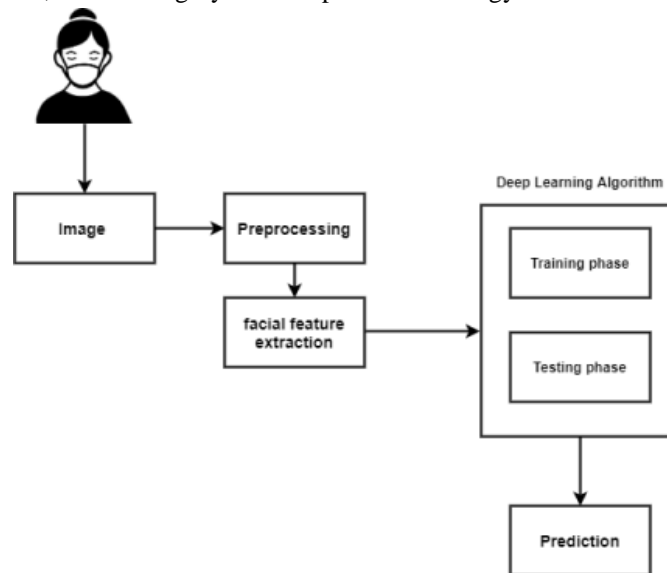 Image
Preprocessing
facial feature
extraction
Deep Learning Algorithm
Training phase
Testing phase
Prediction